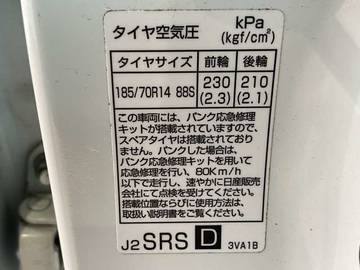 タイヤ空気圧 kPa
(kgf/cm²)
タイヤサイズ 前輪 後輪
185/70R14 88S 230 210
(2.3) (2.1)
この車両には、パンク応急修理
キットが搭載されていますので、
スペアタイヤは搭載されており
ません。パンクした場合は、
パンク応急修理キットを用いて
応急修理を行い、80Km/h
以下で走行し、速やかに日産販売
会社にて点検を受けてください。
搭載位置ならびに使用方法は、
取扱い説明書をご覧ください。
J2 SRS D 3VA1B